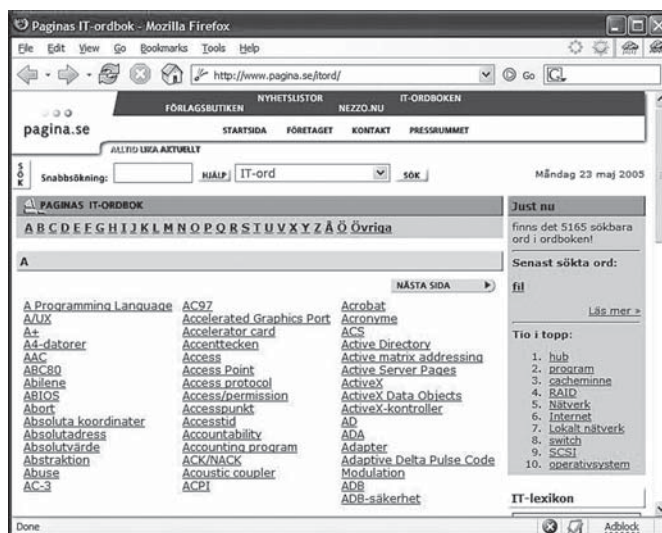 Paginas IT-ordbok - Mozilla Firefox
File Edit View Go Bookmarks Tools Help
http://www.pagina.se/itord/
Go
G
NYHETSLISTOR IT-ORDBOKEN
FÖRLAGSBUTIKEN NEZZO.NU
pagina.se
STARTSIDA FÖRETAGET KONTAKT PRESSRUMMET
ALLTID LIKA AKTUELLT
SÖK
Snabbsökning: HJÄLP IT-ord SÖK
Måndag 23 maj 2005
PAGINAS IT-ORDBOK
A B C D E F G H I J K L M N O P Q R S T U V X Y Z Å Ö Övriga
A
NÄSTA SIDA
A Programming Language
A/UX
A+
A4-datorer
AAC
ABC80
Abilene
ABIOS
Abort
Absoluta koordinater
Absolutadress
Absolutvärde
Abstraktion
Abuse
AC-3
AC97
Accelerated Graphics Port
Accelerator card
Accenttecken
Access
Access Point
Access protocol
Access/permission
Accesspunkt
Accesstid
Accountability
Accounting program
ACK/NACK
Acoustic coupler
ACPI
Acrobat
Acronyme
ACS
Active Directory
Active matrix addressing
Active Server Pages
ActiveX
ActiveX Data Objects
ActiveX-kontroller
AD
ADA
Adapter
Adaptive Delta Pulse Code
Modulation
ADB
ADB-säkerhet
Just nu
finns det 5165 sökbara
ord i ordboken!
Senast sökta ord:
fil
Läs mer »
Tio i topp:
1. hub
2. program
3. cacheminne
4. RAID
5. Nätverk
6. Internet
7. Lokalt nätverk
8. switch
9. SCSI
10. operativsystem
IT-lexikon
Done
Adblock